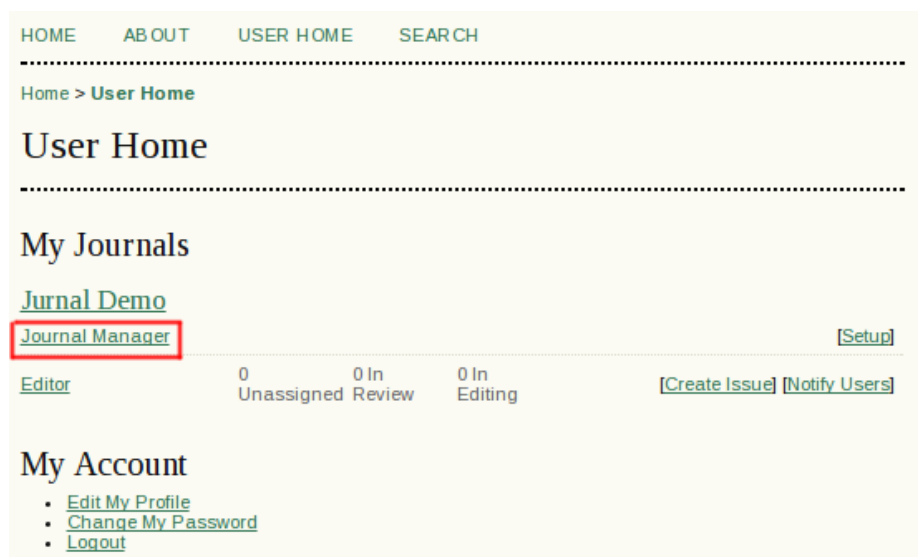 HOME ABOUT USER HOME SEARCH
Home > User Home
User Home
My Journals
Jurnal Demo
Journal Manager [Setup]
Editor 0 Unassigned 0 In Review 0 In Editing [Create Issue] [Notify Users]
My Account
• Edit My Profile
• Change My Password
• Logout